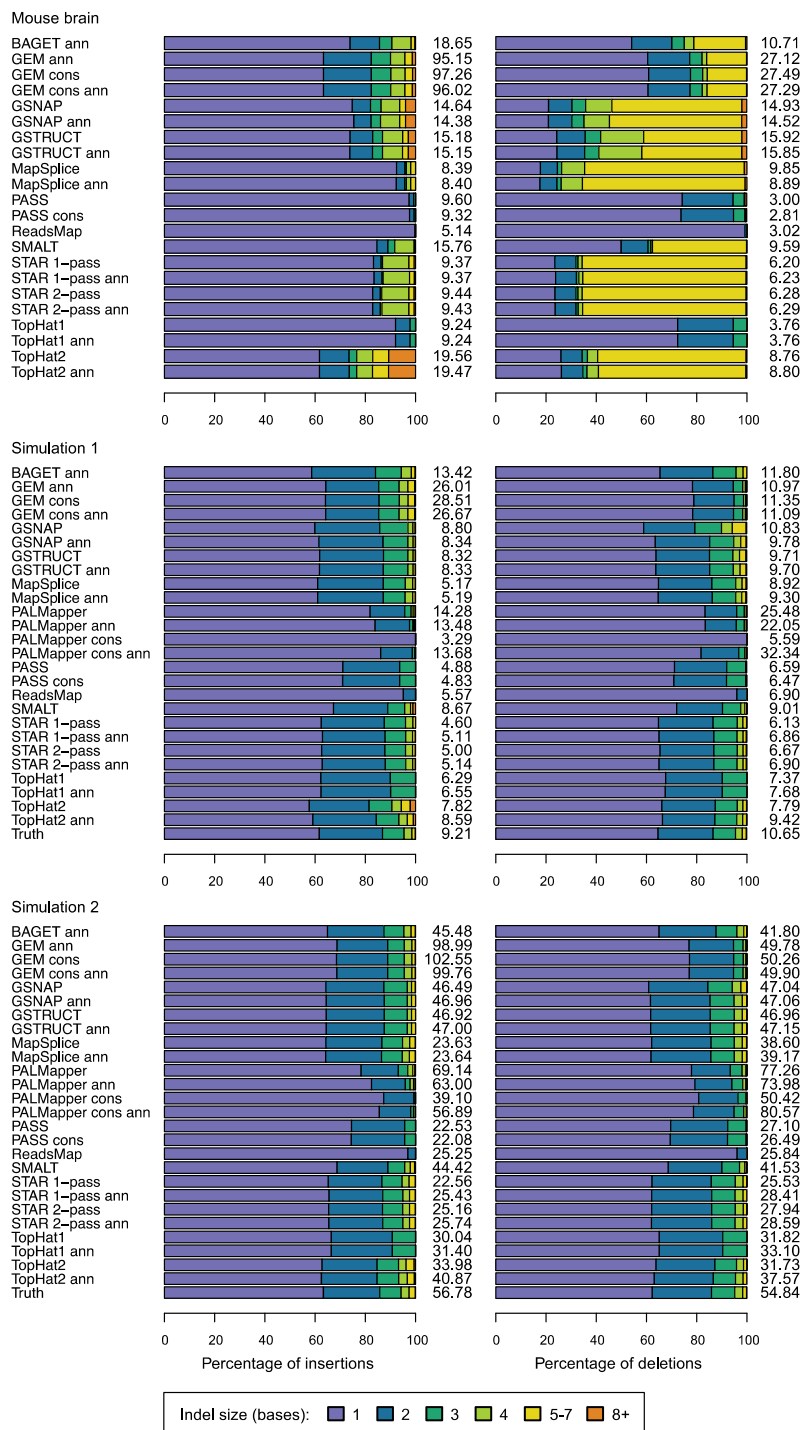 Mouse brain
BAGET ann 18.65 10.71
GEM ann 95.15 27.12
GEM cons 97.26 27.49
GEM cons ann 96.02 27.29
GSNAP 14.64 14.93
GSNAP ann 14.38 14.52
GSTRUCT 15.18 15.92
GSTRUCT ann 15.15 15.85
MapSplice 8.39 9.85
MapSplice ann 8.40 8.89
PASS 9.60 3.00
PASS cons 9.32 2.81
ReadsMap 5.14 3.02
SMALT 15.76 9.59
STAR 1−pass 9.37 6.20
STAR 1−pass ann 9.37 6.23
STAR 2−pass 9.44 6.28
STAR 2−pass ann 9.43 6.29
TopHat1 9.24 3.76
TopHat1 ann 9.24 3.76
TopHat2 19.56 8.76
TopHat2 ann 19.47 8.80
0 20 40 60 80 100 0 20 40 60 80 100
Simulation 1
BAGET ann 13.42 11.80
GEM ann 26.01 10.97
GEM cons 28.51 11.35
GEM cons ann 26.67 11.09
GSNAP 8.80 10.83
GSNAP ann 8.34 9.78
GSTRUCT 8.32 9.71
GSTRUCT ann 8.33 9.70
MapSplice 5.17 8.92
MapSplice ann 5.19 9.30
PALMapper 14.28 25.48
PALMapper ann 13.48 22.05
PALMapper cons 3.29 5.59
PALMapper cons ann 13.68 32.34
PASS 4.88 6.59
PASS cons 4.83 6.47
ReadsMap 5.57 6.90
SMALT 8.67 9.01
STAR 1−pass 4.60 6.13
STAR 1−pass ann 5.11 6.86
STAR 2−pass 5.00 6.67
STAR 2−pass ann 5.14 6.90
TopHat1 6.29 7.37
TopHat1 ann 6.55 7.68
TopHat2 7.82 7.79
TopHat2 ann 8.59 9.42
Truth 9.21 10.65
0 20 40 60 80 100 0 20 40 60 80 100
Simulation 2
BAGET ann 45.48 41.80
GEM ann 98.99 49.78
GEM cons 102.55 50.26
GEM cons ann 99.76 49.90
GSNAP 46.49 47.04
GSNAP ann 46.96 47.06
GSTRUCT 46.92 46.96
GSTRUCT ann 47.00 47.15
MapSplice 23.63 38.60
MapSplice ann 23.64 39.17
PALMapper 69.14 77.26
PALMapper ann 63.00 73.98
PALMapper cons 39.10 50.42
PALMapper cons ann 56.89 80.57
PASS 22.53 27.10
PASS cons 22.08 26.49
ReadsMap 25.25 25.84
SMALT 44.42 41.53
STAR 1−pass 22.56 25.53
STAR 1−pass ann 25.43 28.41
STAR 2−pass 25.16 27.94
STAR 2−pass ann 25.74 28.59
TopHat1 30.04 31.82
TopHat1 ann 31.40 33.10
TopHat2 33.98 31.73
TopHat2 ann 40.87 37.57
Truth 56.78 54.84
0 20 40 60 80 100 0 20 40 60 80 100
Percentage of insertions Percentage of deletions
Indel size (bases): 1 2 3 4 5-7 8+